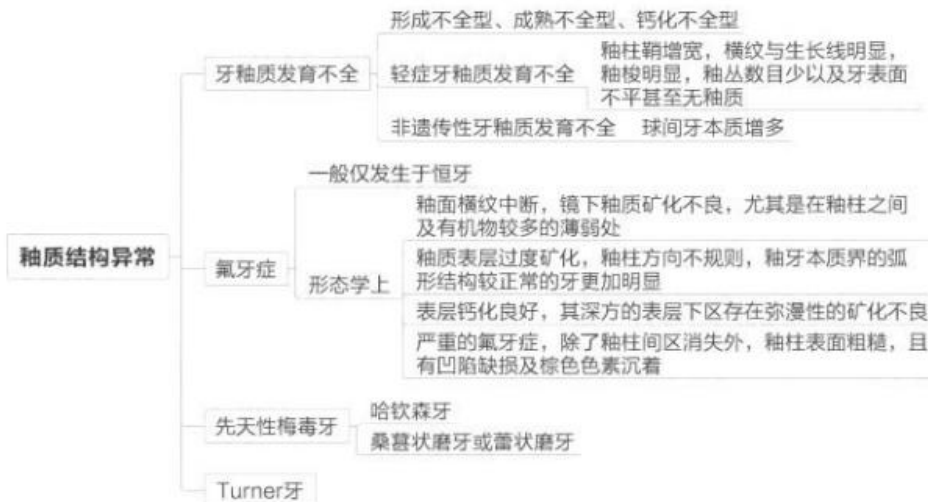 釉质结构异常
牙釉质发育不全
形成不全型、成熟不全型、钙化不全型
轻症牙釉质发育不全
釉柱鞘增宽，横纹与生长线明显，
釉梭明显，釉丛数目少以及牙表面
不平甚至无釉质
非遗传性牙釉质发育不全
球间牙本质增多
氟牙症
一般仅发生于恒牙
形态学上
釉面横纹中断，镜下釉质矿化不良，尤其是在釉柱之间
及有机物较多的薄弱处
釉质表层过度矿化，釉柱方向不规则，釉牙本质界的弧
形结构较正常的牙更加明显
表层钙化良好，其深方的表层下区存在弥漫性的矿化不良
严重的氟牙症，除了釉柱间区消失外，釉柱表面粗糙，且
有凹陷缺损及棕色色素沉着
先天性梅毒牙
哈钦森牙
桑葚状磨牙或蕾状磨牙
Turner牙